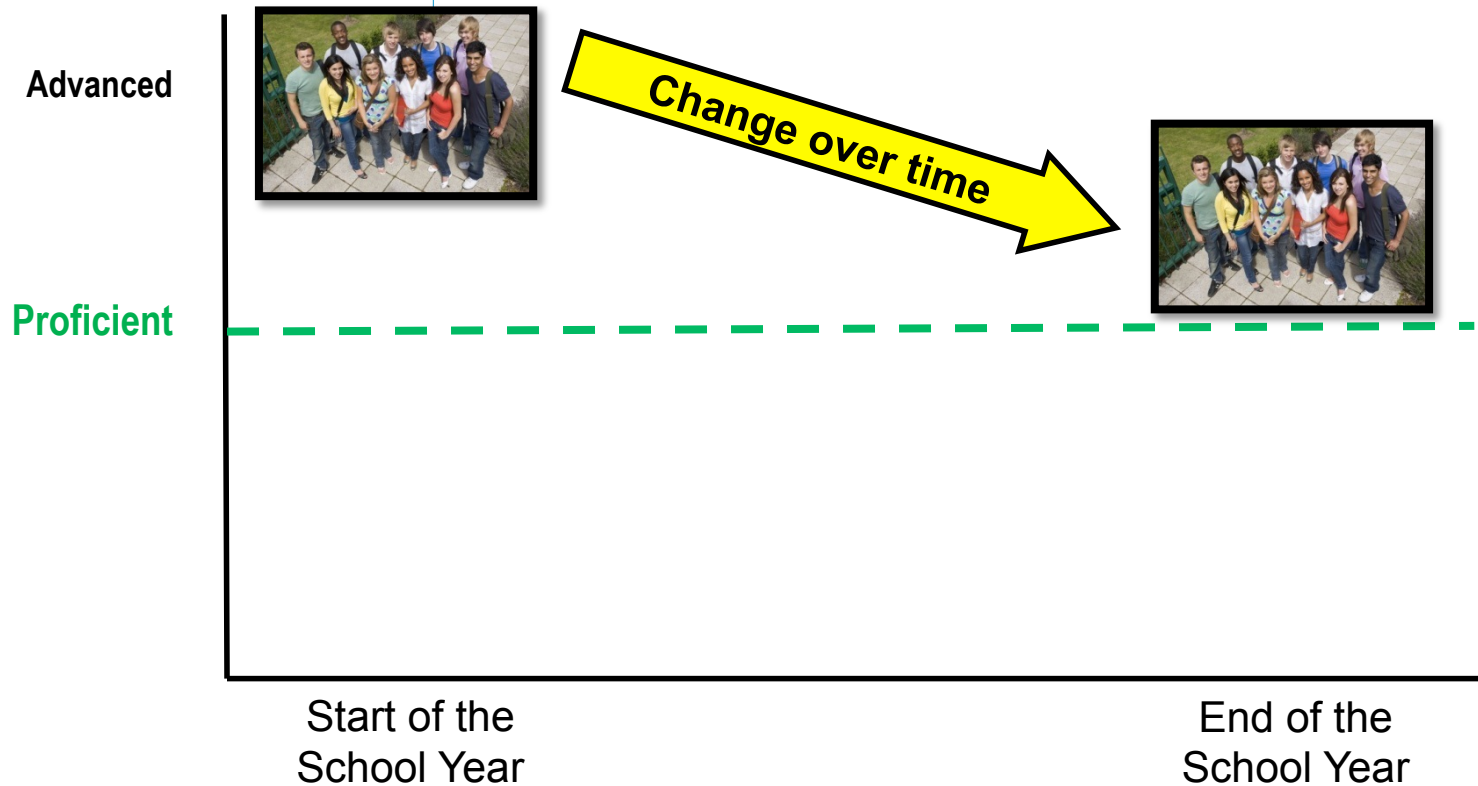 Advanced
Change over time
Proficient
Start of the
School Year
End of the
School Year